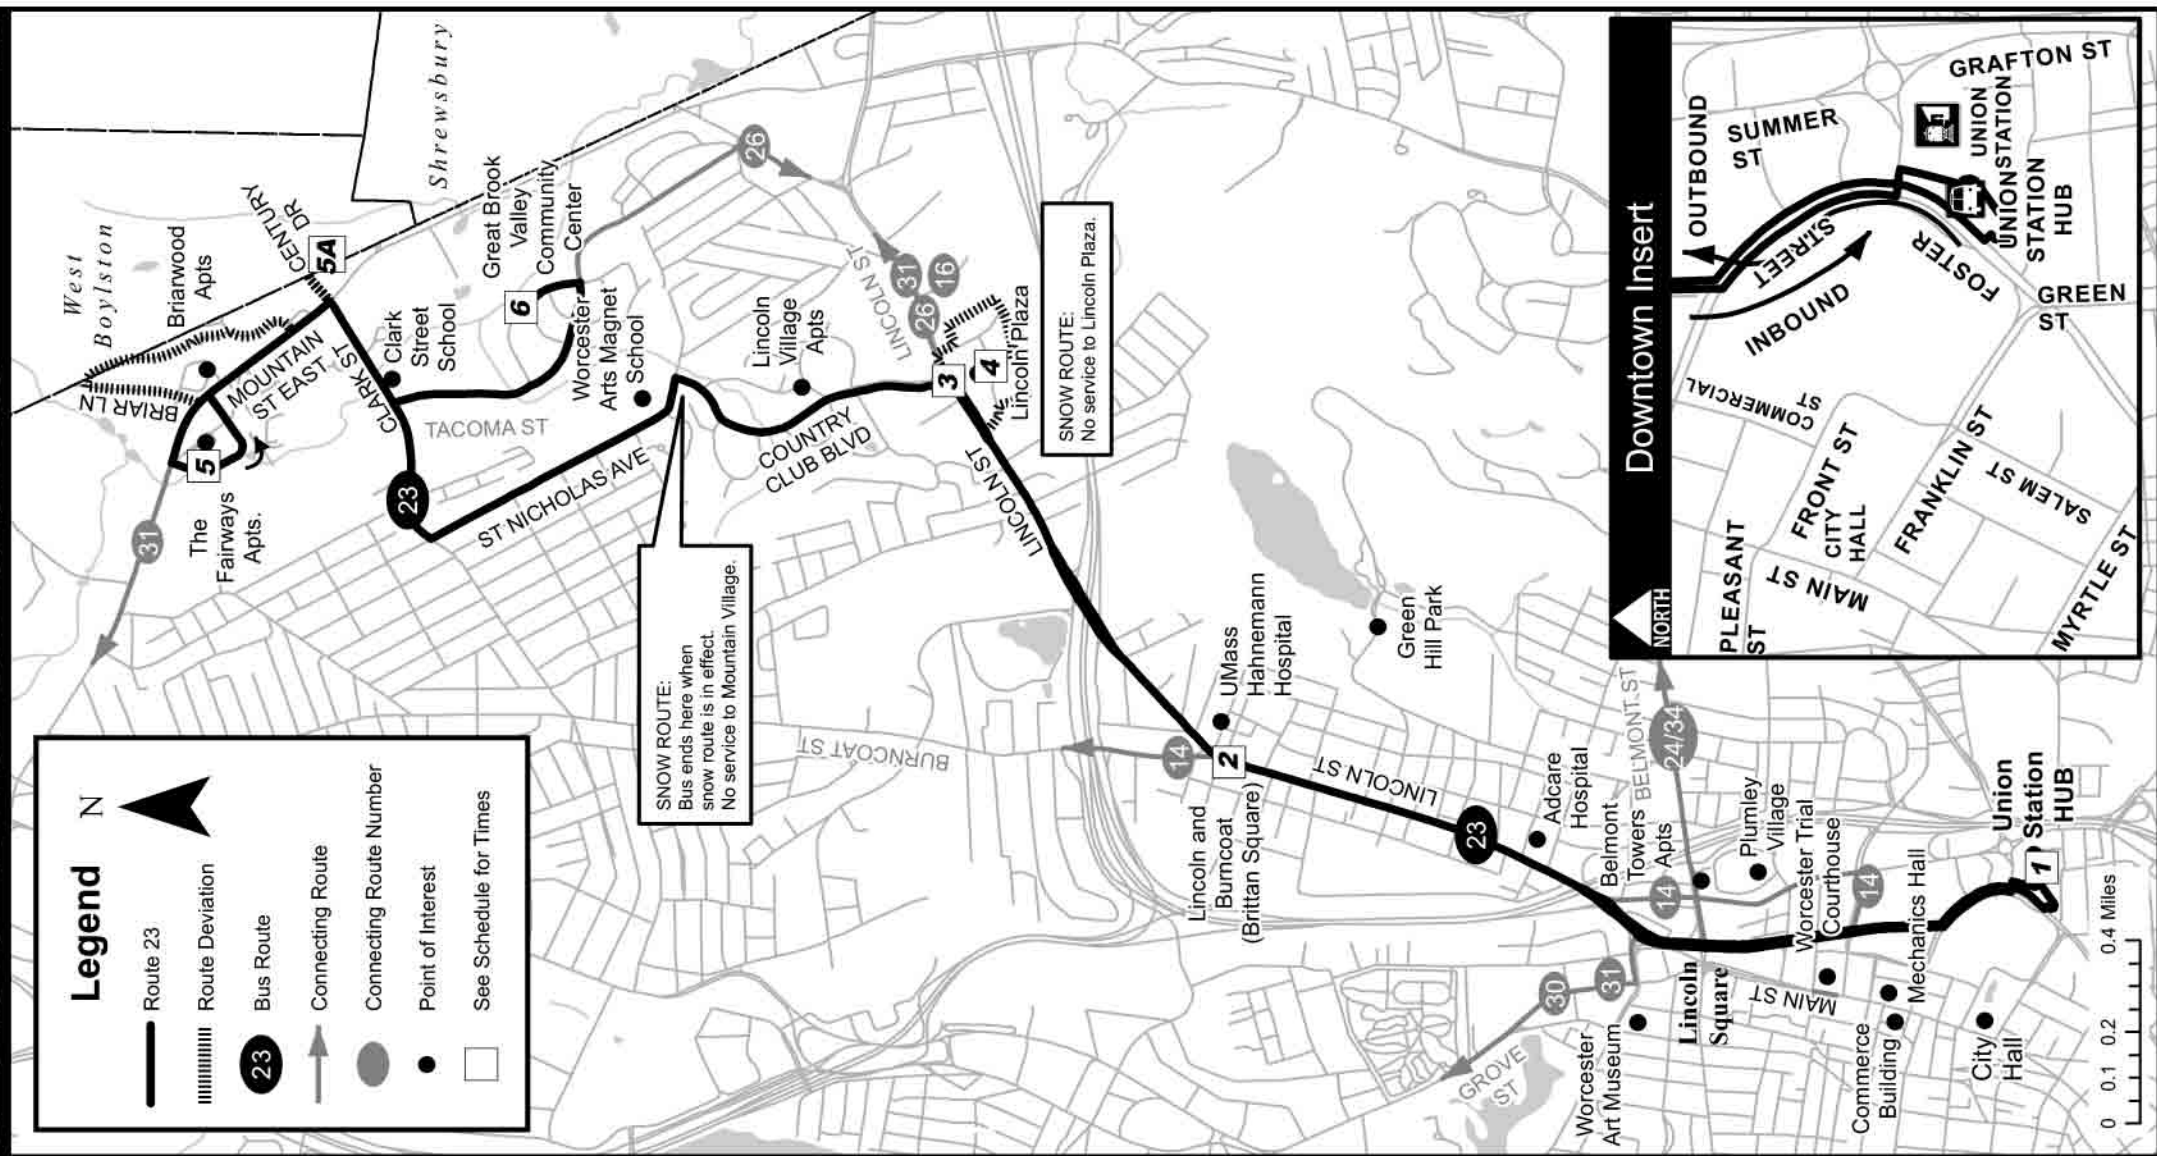 Legend
N
Route 23
Route Deviation
23
Bus Route
Connecting Route
Connecting Route Number
Point of Interest
See Schedule for Times
West
Boylston
Shrewsbury
CENTURY
DR
5A
Briarwood
Apts
BRIAR LN
MOUNTAIN
ST EAST
5
The
Fairways
Apts.
31
CLARK ST
Clark
Street
School
TACOMA ST
23
ST NICHOLAS AVE
Great Brook
Valley
Community
Center
6
Worcester
Arts Magnet
School
26
Lincoln
Village
Apts
COUNTRY
CLUB BLVD
LINCOLN ST
31
26
16
3
4
Lincoln Plaza
SNOW ROUTE:
No service to Lincoln Plaza.
SNOW ROUTE:
Bus ends here when
snow route is in effect.
No service to Mountain Village.
LINCOLN ST
BURNCOAT ST
14
2
UMass
Hahnemann
Hospital
Green
Hill Park
Lincoln and
Burncoat
(Brittan Square)
LINCOLN ST
23
Adcare
Hospital
Belmont
Towers
Apts
BELMONT ST
24/34
14
Plumley
Village
Worcester Trial
Courthouse
14
Mechanics Hall
Union
Station
HUB
1
30
31
GROVE
ST
Worcester
Art Museum
Lincoln
Square
MAIN ST
Commerce
Building
City
Hall
0 0.1 0.2 0.4 Miles
Downtown Insert
NORTH
OUTBOUND
SUMMER
ST
GRAFTON ST
UNION
STATION
UNION
STATION
HUB
STREET
FOSTER
INBOUND
GREEN
ST
COMMERCIAL
ST
FRONT ST
CITY
HALL
FRANKLIN ST
SALEM ST
PLEASANT
ST
MAIN ST
MYRTLE ST